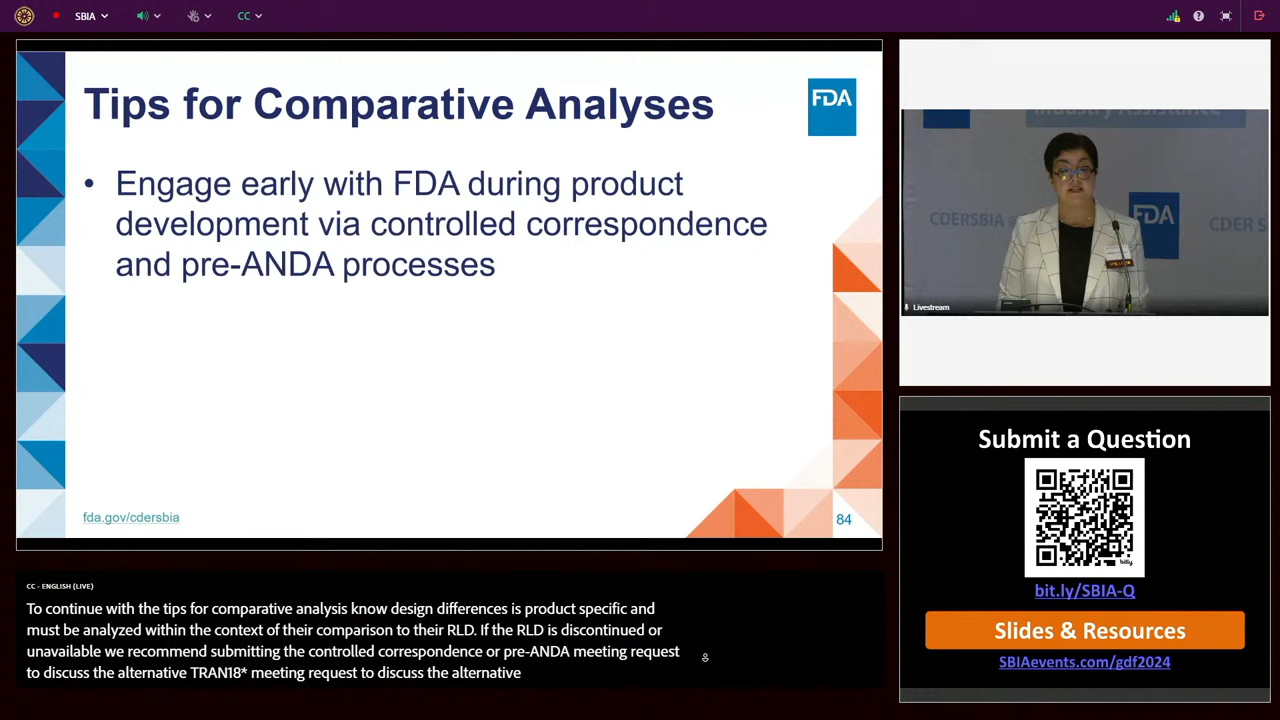 SBIA
CC
Tips for Comparative Analyses
FDA
• Engage early with FDA during product
development via controlled correspondence
and pre-ANDA processes
fda.gov/cdersbia
84
Industry Assistance
CDERSBIA @
FDA
CDER S
Livestream
Submit a Question
bitly
bit.ly/SBIA-Q
Slides & Resources
SBIAevents.com/gdf2024
CC - ENGLISH (LIVE)
To continue with the tips for comparative analysis know design differences is product specific and
must be analyzed within the context of their comparison to their RLD. If the RLD is discontinued or
unavailable we recommend submitting the controlled correspondence or pre-ANDA meeting request
to discuss the alternative TRAN18* meeting request to discuss the alternative